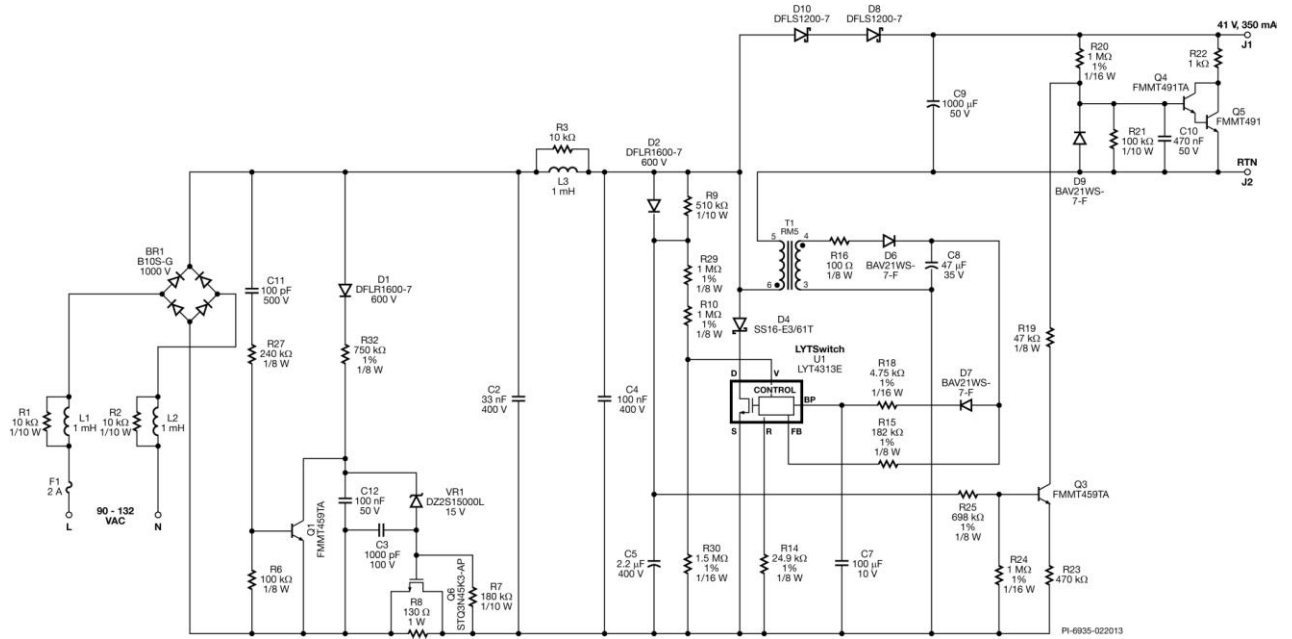 D10
DFLS1200-7
D8
DFLS1200-7
41 V, 350 mA
J1
R20
1 MΩ
1%
1/16 W
R22
1 kΩ
Q4
FMMT491TA
Q5
FMMT491
C9
1000 µF
50 V
R21
100 kΩ
1/10 W
C10
470 nF
50 V
RTN
J2
D9
BAV21WS-
7-F
R3
10 kΩ
L3
1 mH
D2
DFLR1600-7
600 V
R9
510 kΩ
1/10 W
T1
RM5
5
4
6
3
R16
100 Ω
1/8 W
D6
BAV21WS-
7-F
C8
47 µF
35 V
BR1
B10S-G
1000 V
C11
100 pF
500 V
D1
DFLR1600-7
600 V
R29
1 MΩ
1%
1/8 W
R10
1 MΩ
1%
1/8 W
D4
SS16-E3/61T
R19
47 kΩ
1/8 W
R27
240 kΩ
1/8 W
R32
750 kΩ
1%
1/8 W
C2
33 nF
400 V
C4
100 nF
400 V
LYTSwitch
U1
LYT4313E
D
V
CONTROL
BP
S
R
FB
R18
4.75 kΩ
1%
1/16 W
D7
BAV21WS-
7-F
R15
182 kΩ
1%
1/8 W
R1
10 kΩ
1/10 W
L1
1 mH
R2
10 kΩ
1/10 W
L2
1 mH
F1
2 A
L
90 - 132
VAC
N
Q1
FMMT459TA
C12
100 nF
50 V
VR1
DZ2S15000L
15 V
C3
1000 pF
100 V
Q3
FMMT459TA
R25
698 kΩ
1%
1/8 W
R6
100 kΩ
1/8 W
R8
130 Ω
1 W
Q6
STQ3N45K3-AP
R7
180 kΩ
1/10 W
C5
2.2 µF
400 V
R30
1.5 MΩ
1%
1/16 W
R14
24.9 kΩ
1%
1/8 W
C7
100 µF
10 V
R24
1 MΩ
1%
1/16 W
R23
470 kΩ
PI-6935-022013